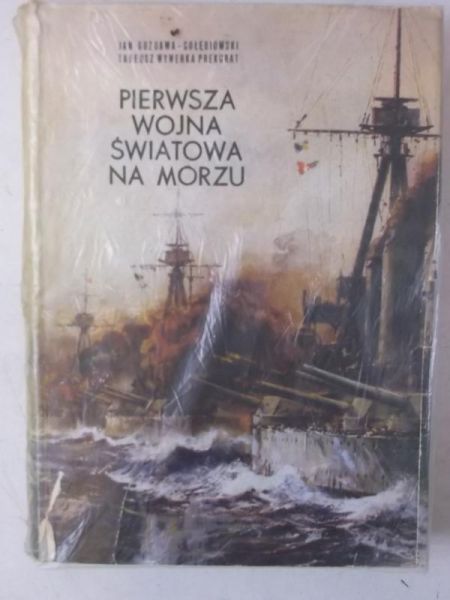 JAN GOZDAWA-GOŁĘBIOWSKI
TADEUSZ WYWERKA PREKURAT
PIERWSZA
WOJNA
ŚWIATOWA
NA MORZU